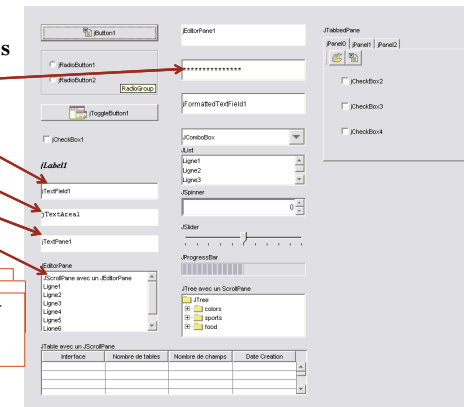 s
jButton1
jRadioButton1
jRadioButton2
RadioGroup
jToggleButton1
jCheckBox1
jLabel1
jTextField1
jTextArea1
jTextPane1
jEditorPane
JScrollPane avec un JEditorPane
Ligne1
Ligne2
Ligne3
Ligne4
Ligne5
Ligne6
jEditorPane1
**************
jFormattedTextField1
JComboBox
JList
Ligne1
Ligne2
Ligne3
JSpinner
0
JSlider
JProgressBar
JTree avec un ScrollPane
JTree
colors
sports
food
JTabbedPane
jPanel0 jPanel1 jPanel2
jCheckBox2
jCheckBox3
jCheckBox4
JTable avec un JScrollPane
Interface Nombre de tables Nombre de champs Date Creation